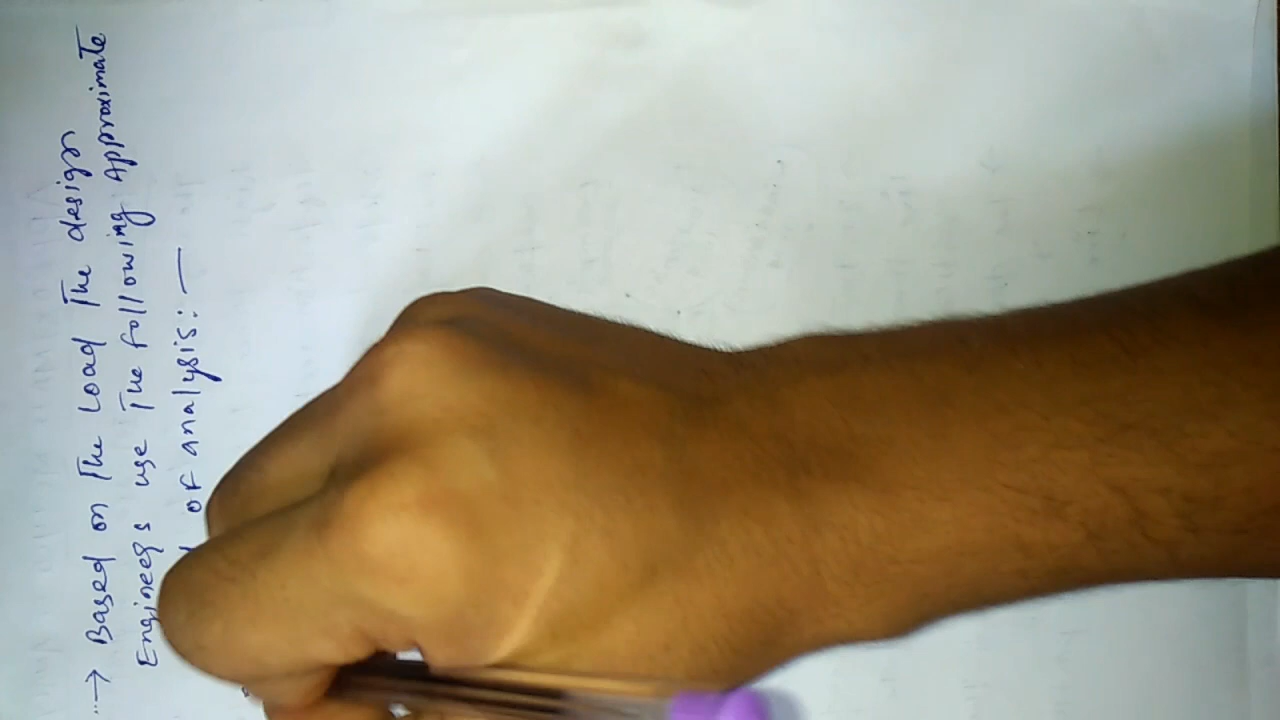 ...→ Based on The Load The design
Engineers use The following Approximate
of analysis: —